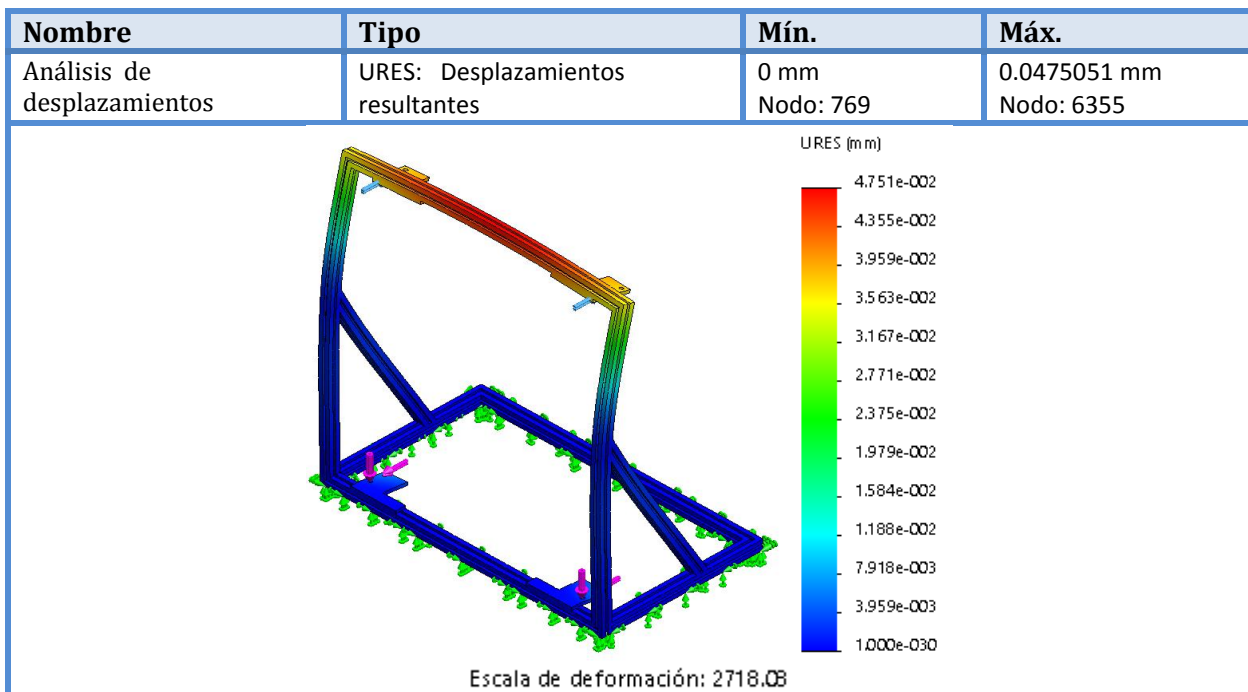 Nombre Tipo Mín. Máx.
Análisis de URES: Desplazamientos 0 mm 0.0475051 mm
desplazamientos resultantes Nodo: 769 Nodo: 6355
URES (mm)
4.751e-002
4.355e-002
3.959e-002
3.563e-002
3.167e-002
2.771e-002
2.375e-002
1.979e-002
1.584e-002
1.188e-002
7.918e-003
3.959e-003
1.000e-030
Escala de deformación: 2718.03